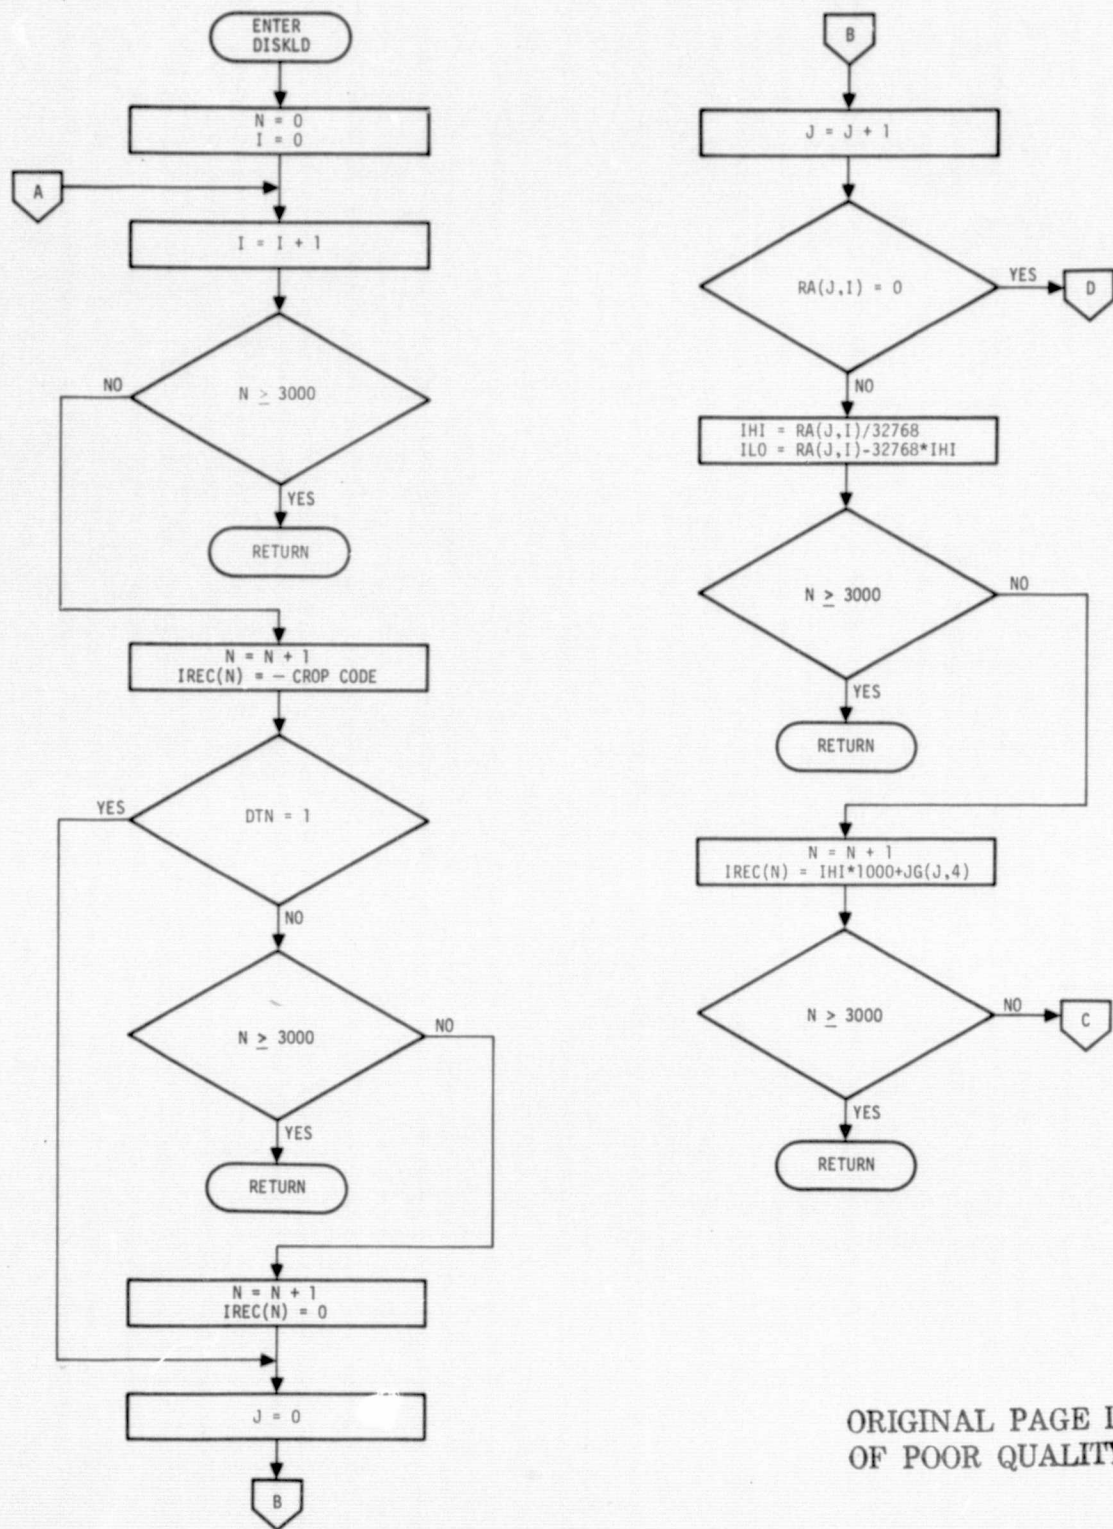 ENTER
DISKLD
N = 0
I = 0
A
I = I + 1
NO
N ≥ 3000
YES
RETURN
N = N + 1
IREC(N) = — CROP CODE
YES
DTN = 1
NO
N ≥ 3000
NO
YES
RETURN
N = N + 1
IREC(N) = 0
J = 0
B
B
J = J + 1
RA(J,I) = 0
YES
D
NO
IHI = RA(J,I)/32768
ILO = RA(J,I)-32768*IHI
N ≥ 3000
NO
YES
RETURN
N = N + 1
IREC(N) = IHI*1000+JG(J,4)
N ≥ 3000
NO
C
YES
RETURN
ORIGINAL PAGE
OF POOR QUALITY